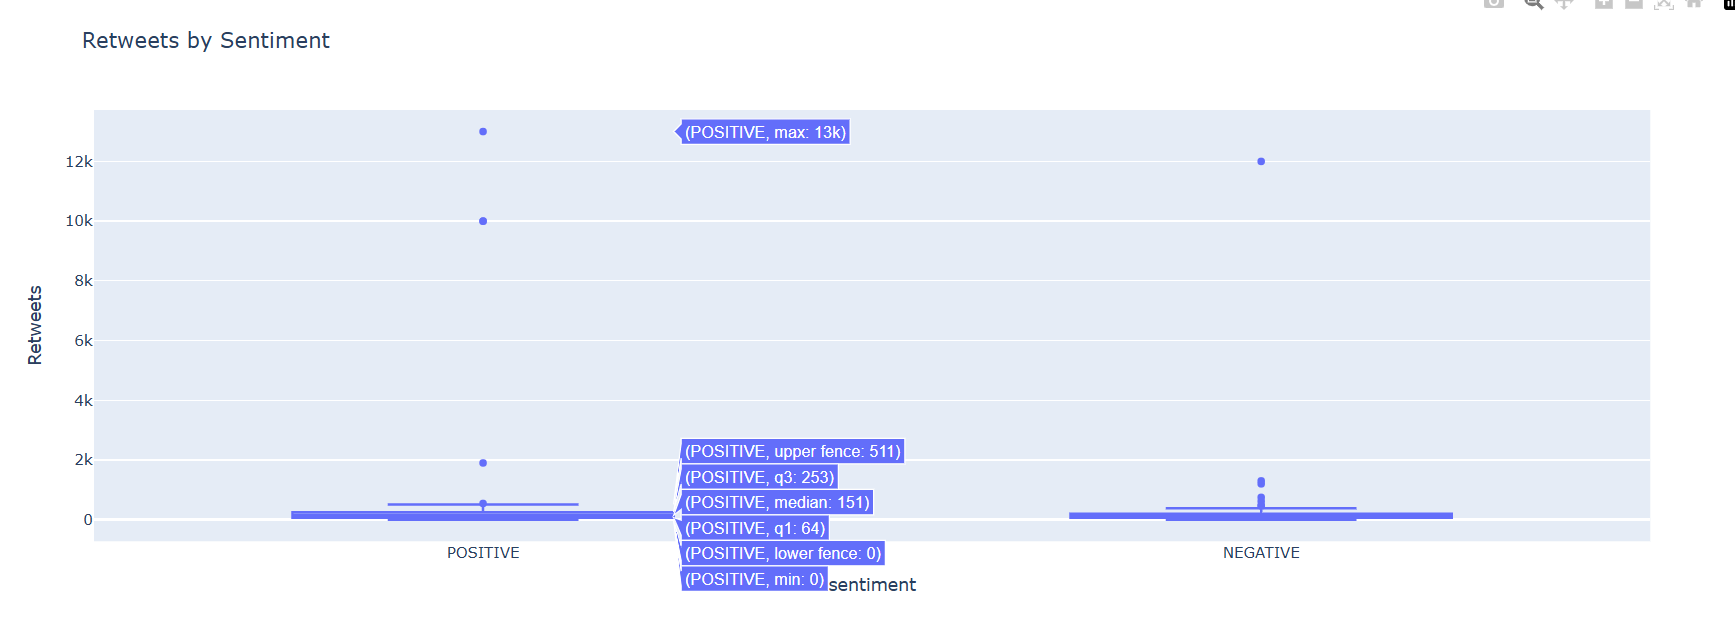 Retweets by Sentiment
(POSITIVE, max: 13k)
12k
10k
8k
6k
4k
2k
0
Retweets
(POSITIVE, upper fence: 511)
(POSITIVE, q3: 253)
(POSITIVE, median: 151)
(POSITIVE, q1: 64)
(POSITIVE, lower fence: 0)
(POSITIVE, min: 0)
POSITIVE
NEGATIVE
sentiment